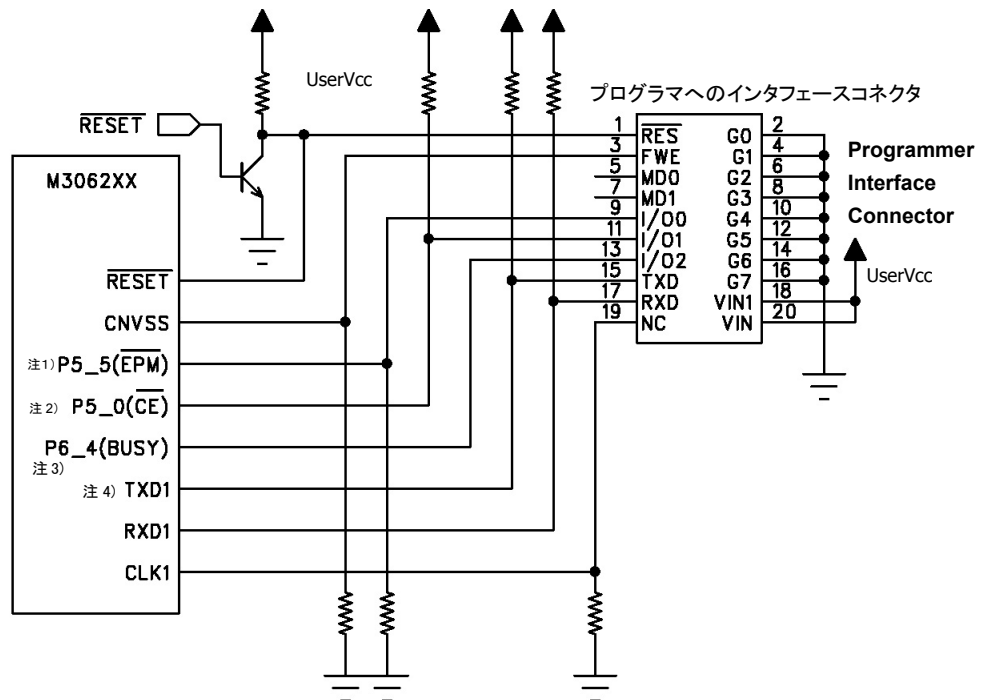 UserVcc
プログラマへのインタフェースコネクタ
RESET
M3062XX
RESET
CNVSS
注1) P5_5(EPM)
注2) P5_0(CE)
P6_4(BUSY)
注3)
注4) TXD1
RXD1
CLK1
1 RES G0 2
3 FWE G1 4
5 MD0 G2 6
7 MD1 G3 8
9 I/O0 G4 10
11 I/O1 G5 12
13 I/O2 G6 14
15 TXD G7 16
17 RXD VIN1 18
19 NC VIN 20
Programmer
Interface
Connector
UserVcc